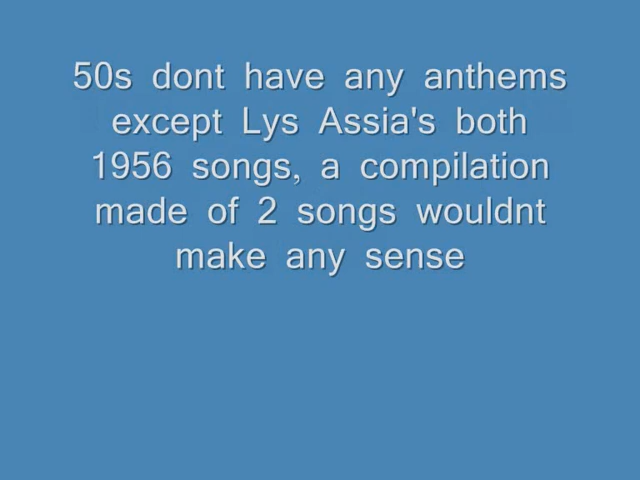 50s dont have any anthems
except Lys Assia's both
1956 songs, a compilation
made of 2 songs wouldnt
make any sense